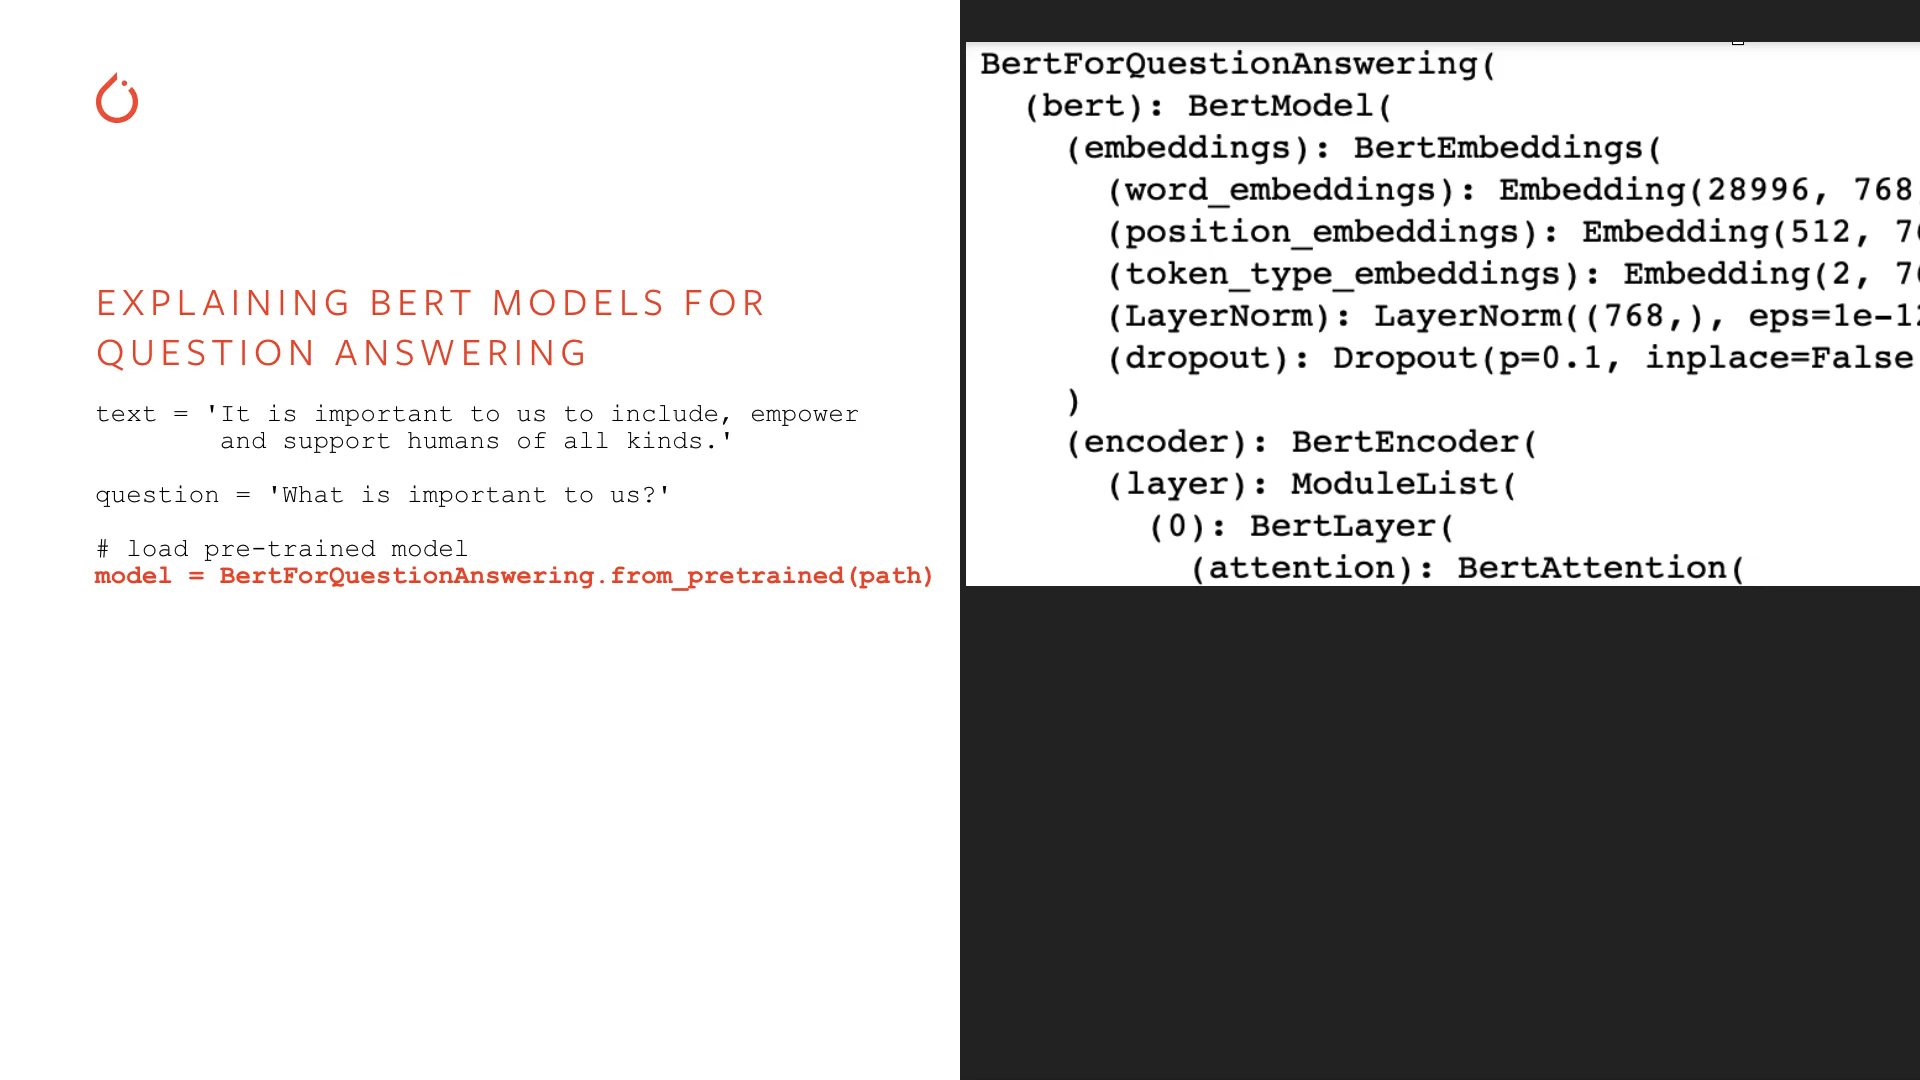 EXPLAINING BERT MODELS FOR
QUESTION ANSWERING
text = 'It is important to us to include, empower
and support humans of all kinds.'
question = 'What is important to us?'
# load pre-trained model
model = BertForQuestionAnswering.from_pretrained(path)
BertForQuestionAnswering(
(bert): BertModel(
(embeddings): BertEmbeddings(
(word_embeddings): Embedding(28996, 768
(position_embeddings): Embedding(512, 7
(token_type_embeddings): Embedding(2, 7
(LayerNorm): LayerNorm((768,), eps=1e-12
(dropout): Dropout(p=0.1, inplace=False
)
(encoder): BertEncoder(
(layer): ModuleList(
(0): BertLayer(
(attention): BertAttention(